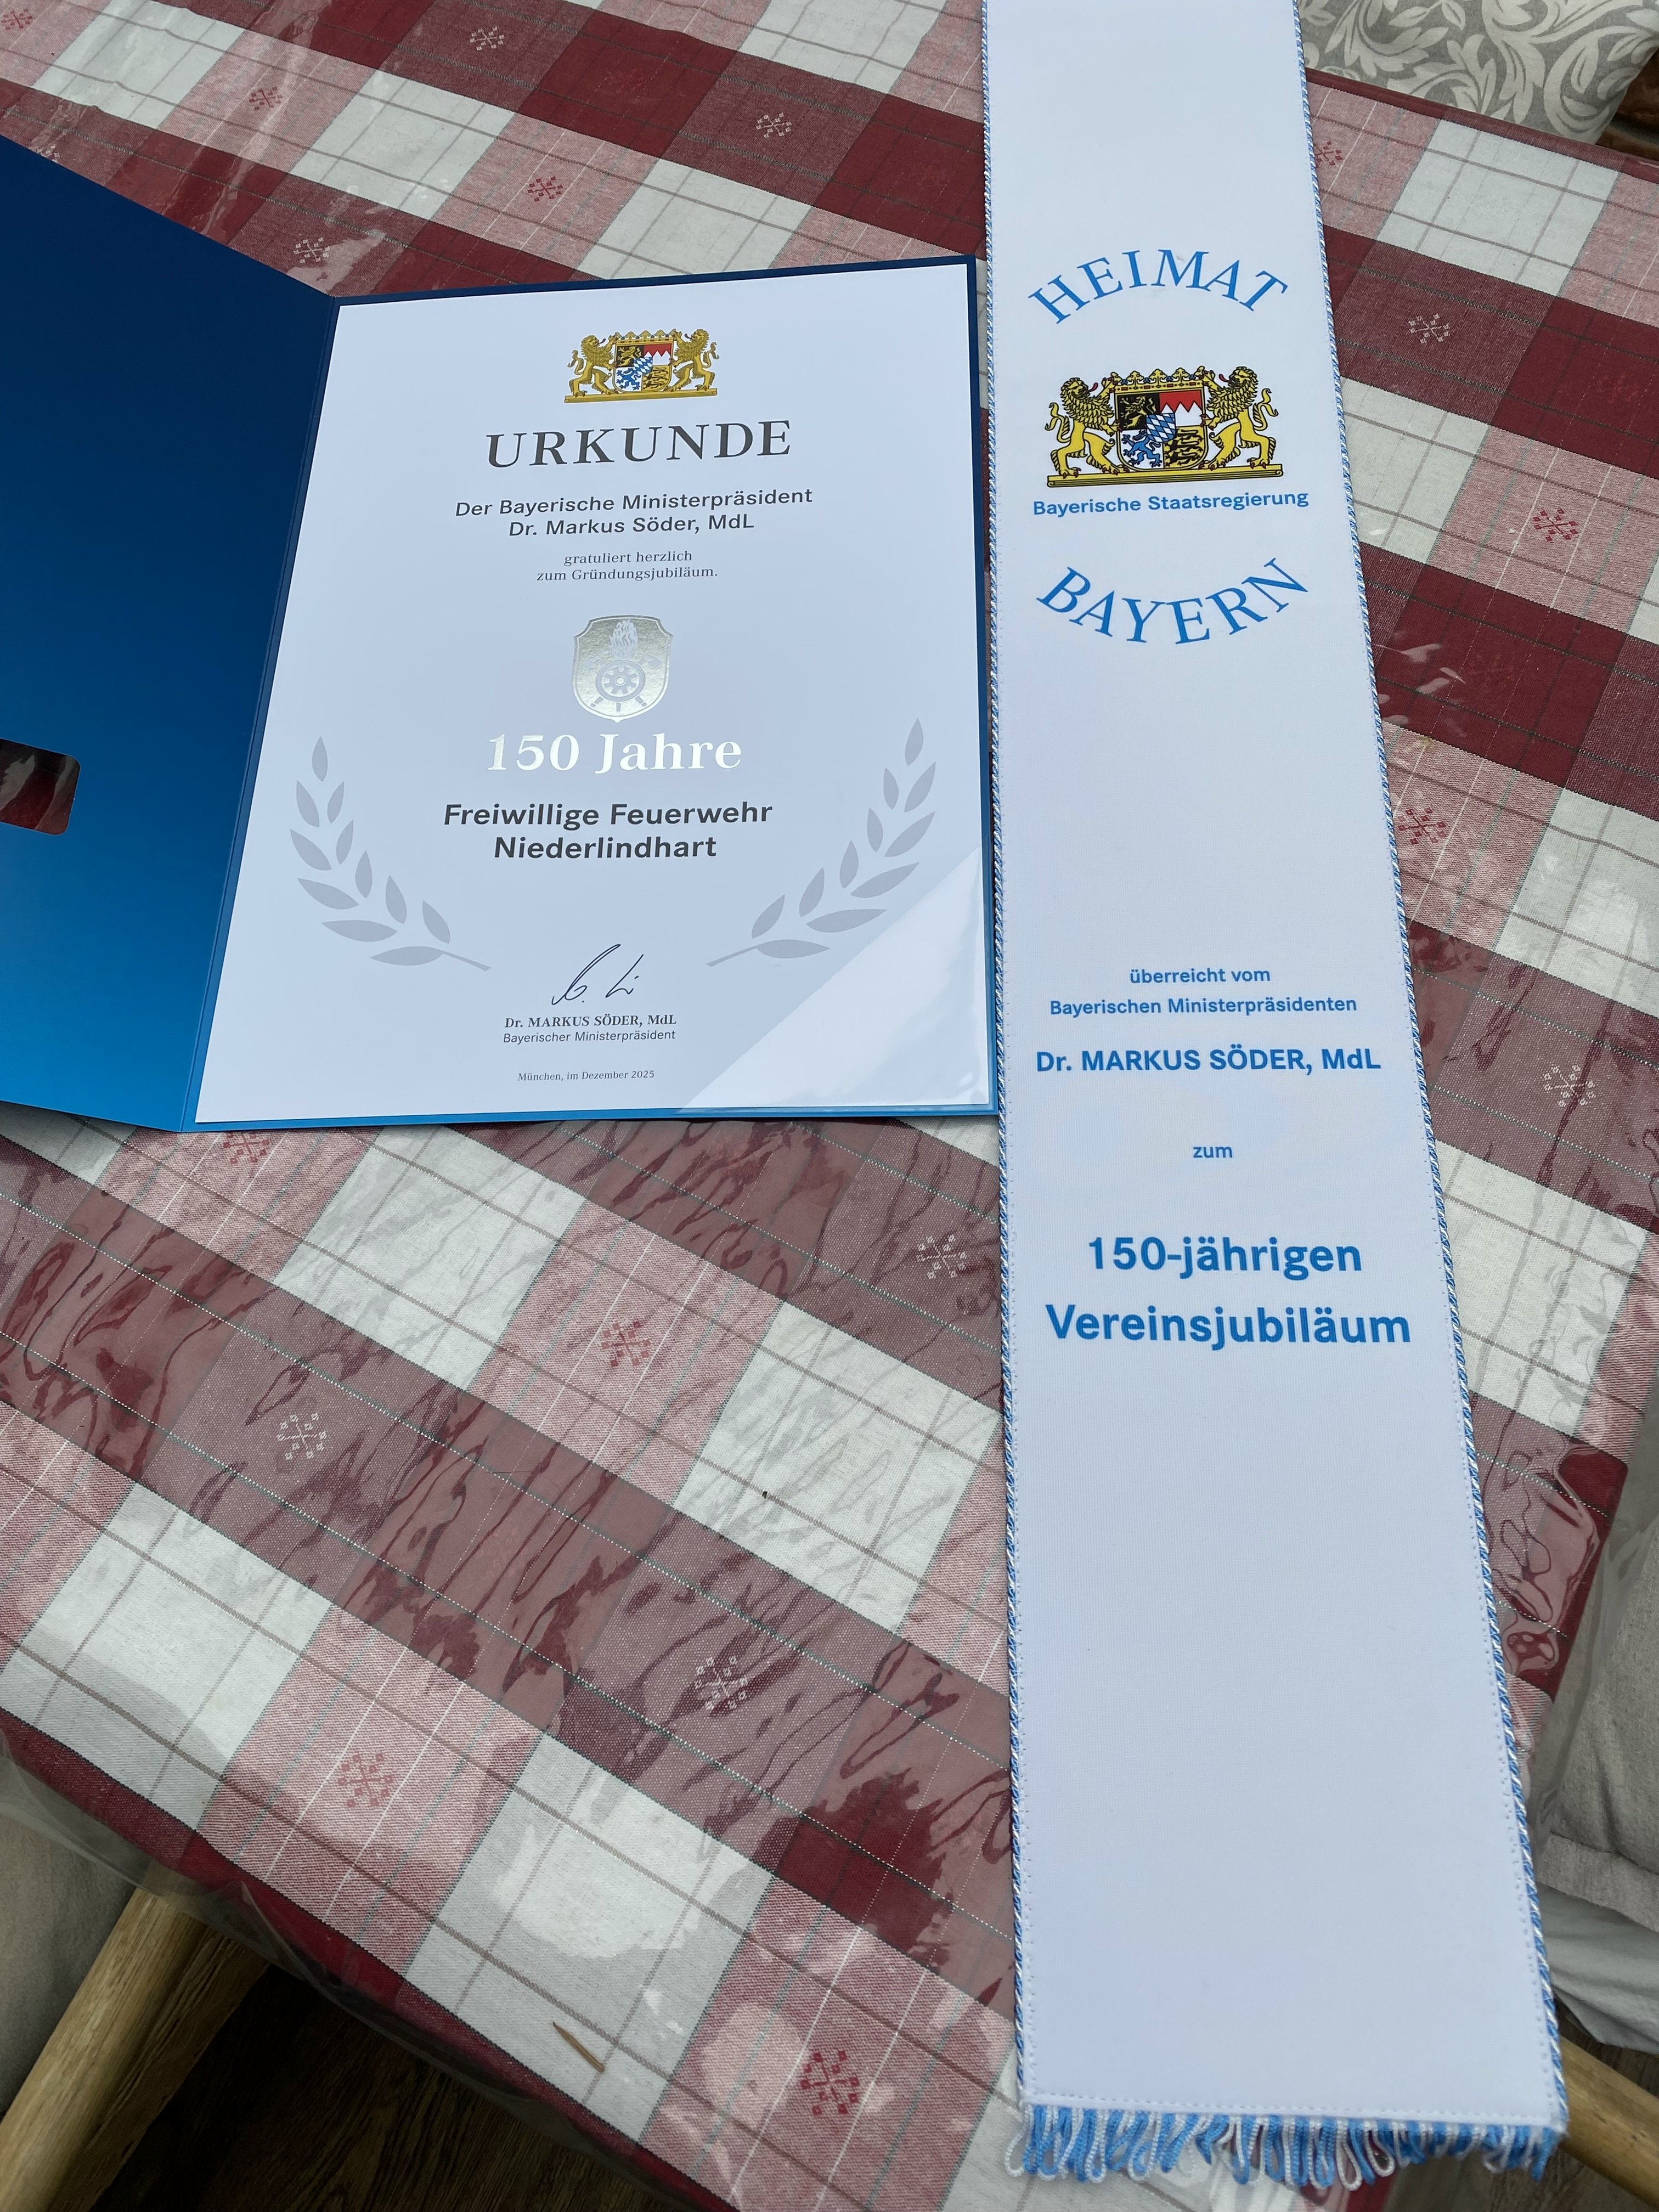 URKUNDE
Der Bayerische Ministerpräsident
Dr. Markus Söder, MdL
gratuliert herzlich
zum Gründungsjubiläum.
150 Jahre
Freiwillige Feuerwehr
Niederlindhart
Dr. MARKUS SÖDER, MdL
Bayerischer Ministerpräsident
München, im Dezember 2025
HEIMAT
Bayerische Staatsregierung
BAYERN
überreicht vom
Bayerischen Ministerpräsidenten
Dr. MARKUS SÖDER, MdL
zum
150-jährigen
Vereinsjubiläum